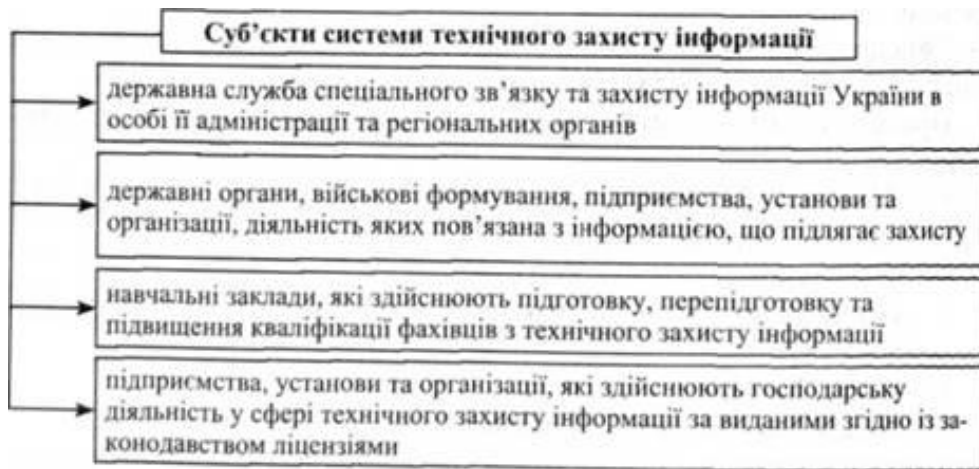 Суб’єкти системи технічного захисту інформації
державна служба спеціального зв’язку та захисту інформації України в
особі її адміністрації та регіональних органів
державні органи, військові формування, підприємства, установи та
організації, діяльність яких пов’язана з інформацією, що підлягає захисту
навчальні заклади, які здійснюють підготовку, перепідготовку та
підвищення кваліфікації фахівців з технічного захисту інформації
підприємства, установи та організації, які здійснюють господарську
діяльність у сфері технічного захисту інформації за виданими згідно із за-
конодавством ліцензіями